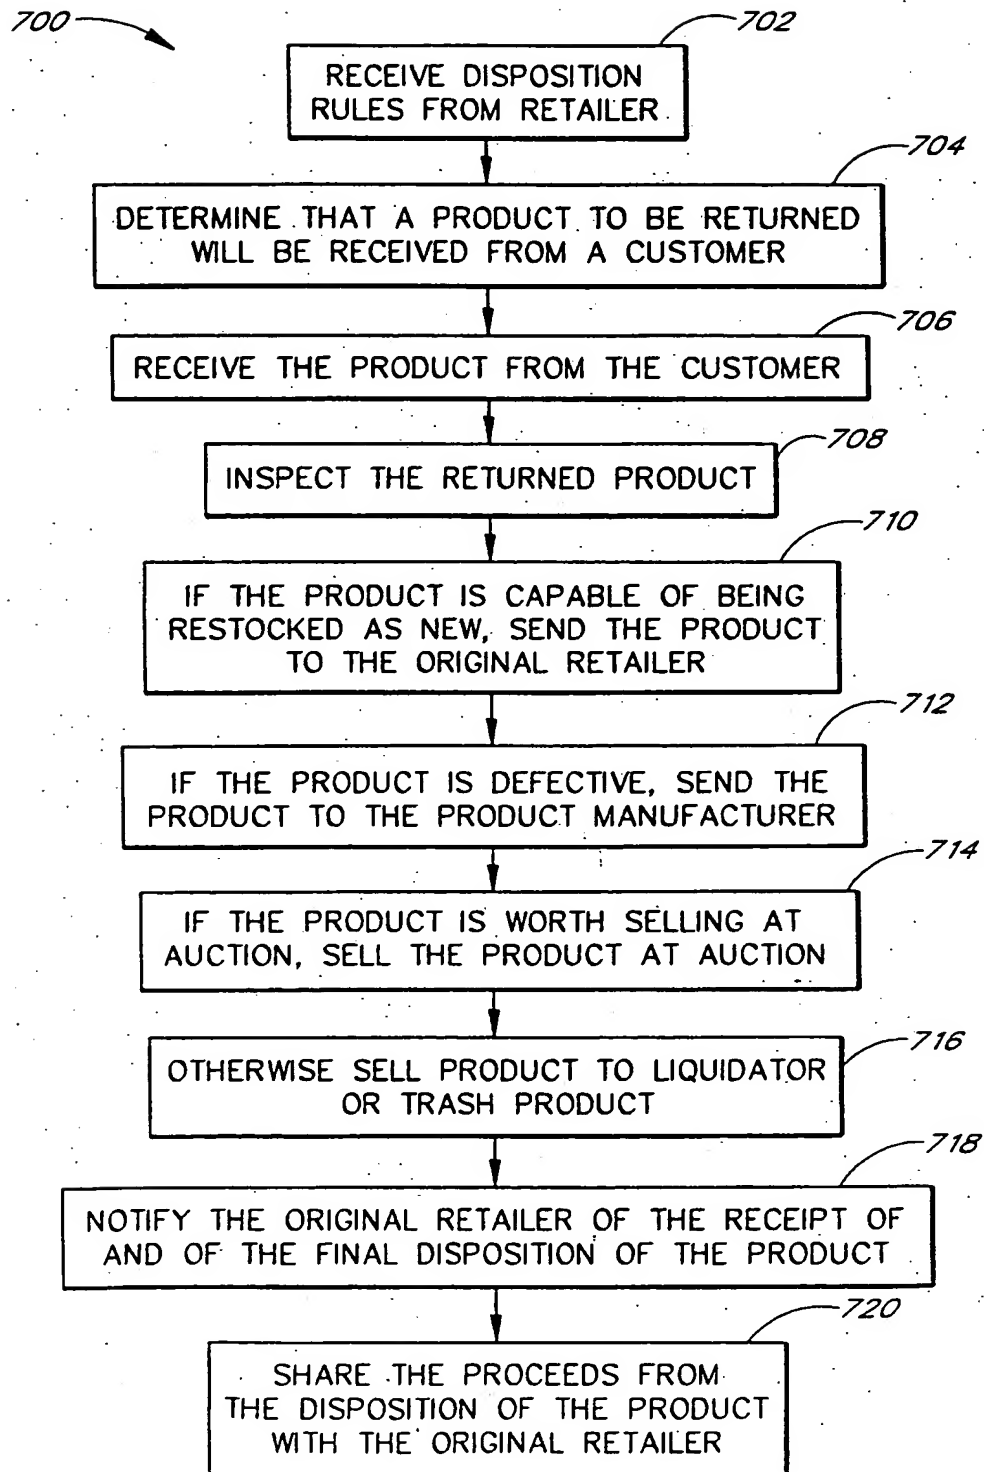 700
702
RECEIVE DISPOSITION
RULES FROM RETAILER
704
DETERMINE THAT A PRODUCT TO BE RETURNED
WILL BE RECEIVED FROM A CUSTOMER
706
RECEIVE THE PRODUCT FROM THE CUSTOMER
708
INSPECT THE RETURNED PRODUCT
710
IF THE PRODUCT IS CAPABLE OF BEING
RESTOCKED AS NEW, SEND THE PRODUCT
TO THE ORIGINAL RETAILER
712
IF THE PRODUCT IS DEFECTIVE, SEND THE
PRODUCT TO THE PRODUCT MANUFACTURER
714
IF THE PRODUCT IS WORTH SELLING AT
AUCTION, SELL THE PRODUCT AT AUCTION
716
OTHERWISE SELL PRODUCT TO LIQUIDATOR
OR TRASH PRODUCT
718
NOTIFY THE ORIGINAL RETAILER OF THE RECEIPT OF
AND OF THE FINAL DISPOSITION OF THE PRODUCT
720
SHARE THE PROCEEDS FROM
THE DISPOSITION OF THE PRODUCT
WITH THE ORIGINAL RETAILER